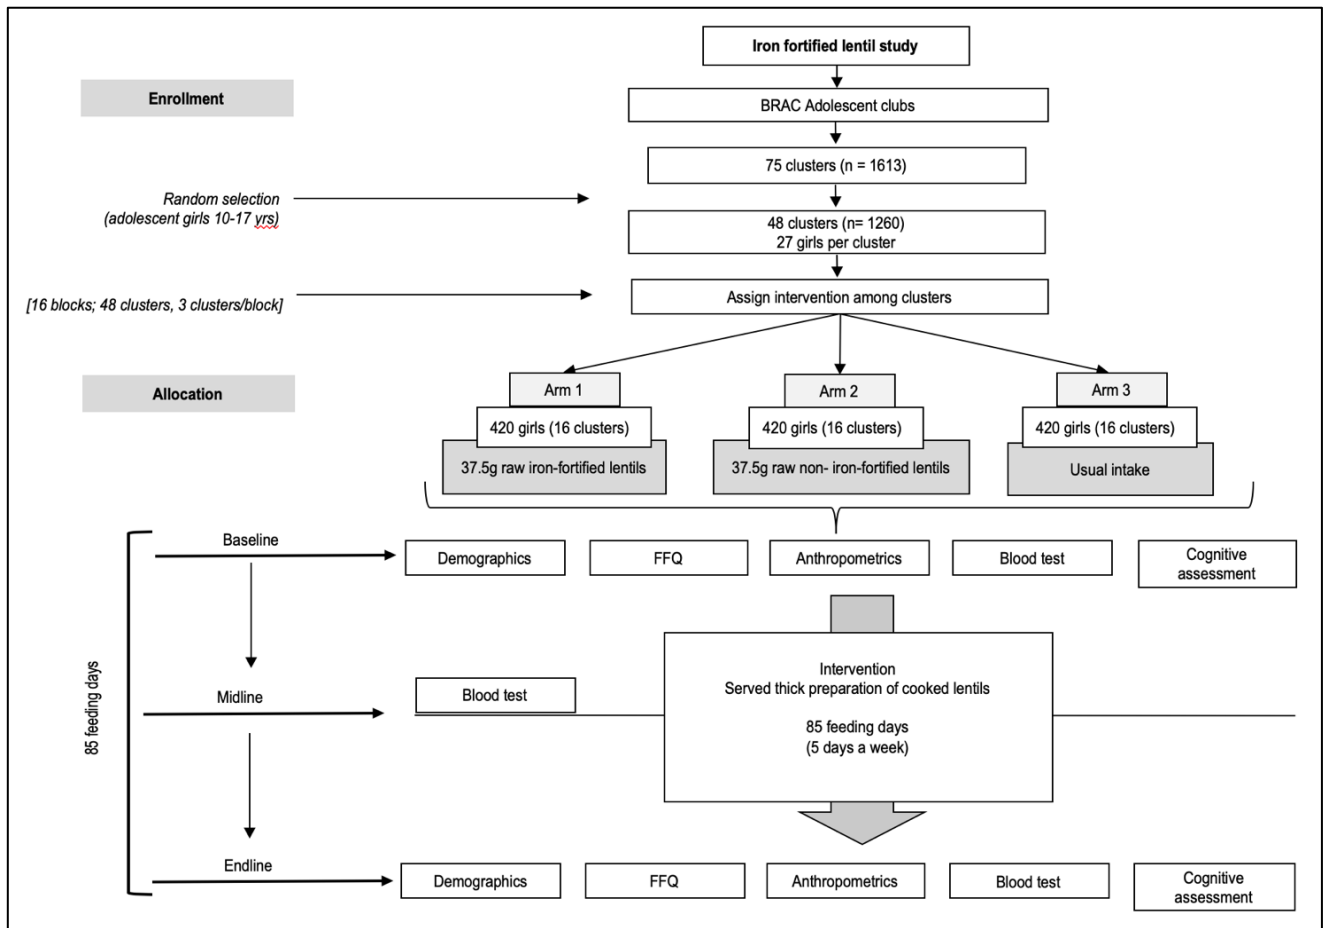 Iron fortified lentil study
Enrollment
BRAC Adolescent clubs
75 clusters (n = 1613)
Random selection
(adolescent girls 10-17 yrs)
48 clusters (n= 1260)
27 girls per cluster
[16 blocks; 48 clusters, 3 clusters/block]
Assign intervention among clusters
Allocation
Arm 1
Arm 2
Arm 3
420 girls (16 clusters)
420 girls (16 clusters)
420 girls (16 clusters)
37.5g raw iron-fortified lentils
37.5g raw non- iron-fortified lentils
Usual intake
85 feeding days
Baseline
Demographics
FFQ
Anthropometrics
Blood test
Cognitive
assessment
Midline
Blood test
Intervention
Served thick preparation of cooked lentils
85 feeding days
(5 days a week)
Endline
Demographics
FFQ
Anthropometrics
Blood test
Cognitive
assessment